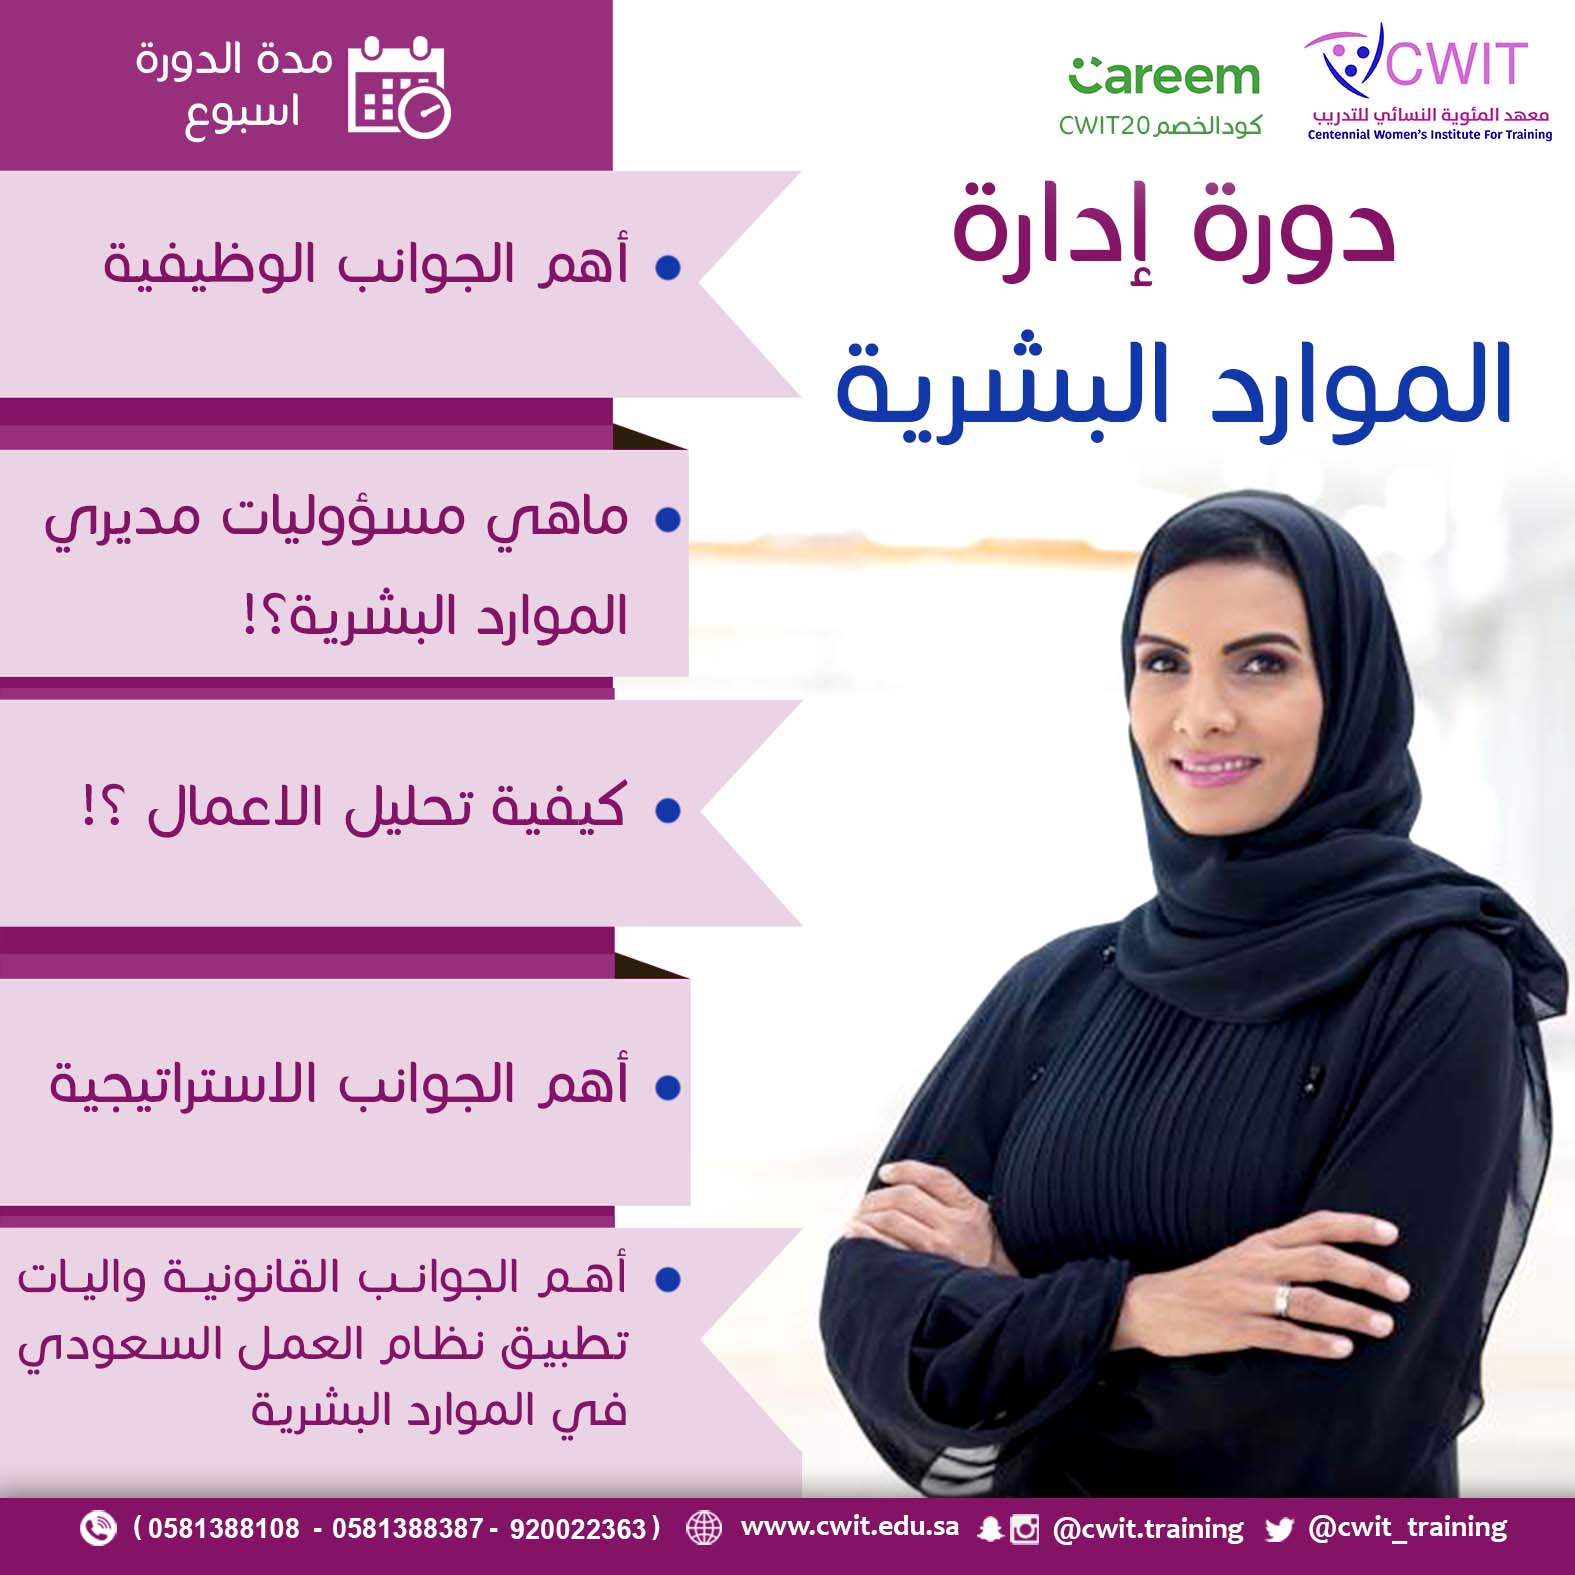 CWIT
معهد المئوية النسائي للتدريب
Centennial Women's Institute For Training
Careem
كودالخصم CWIT20
مدة الدورة
اسبوع
دورة إدارة
الموارد البشرية
• أهم الجوانب الوظيفية
• ماهي مسؤوليات مديري
الموارد البشرية؟!
• كيفية تحليل الاعمال ؟!
• أهم الجوانب الاستراتيجية
• أهم الجوانب القانونية واليات
تطبيق نظام العمل السعودي
في الموارد البشرية
( 0581388108 - 0581388387 - 920022363 ) www.cwit.edu.sa @cwit.training @cwit_training